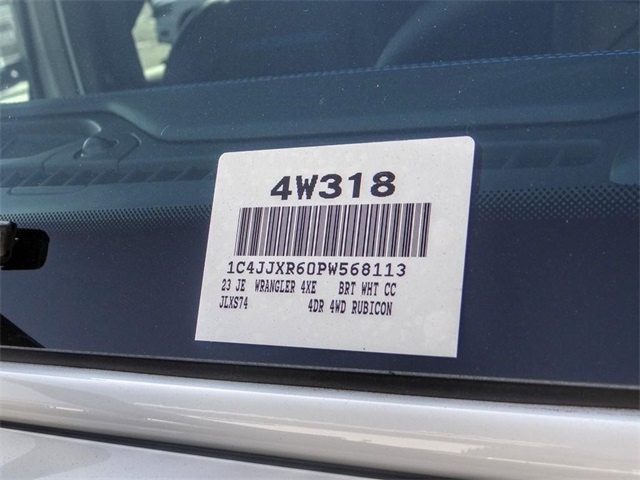 4W318
1C4JJXR60PW568113
23 JE WRANGLER 4XE BRT WHT CC
JLXS74 4DR 4WD RUBICON